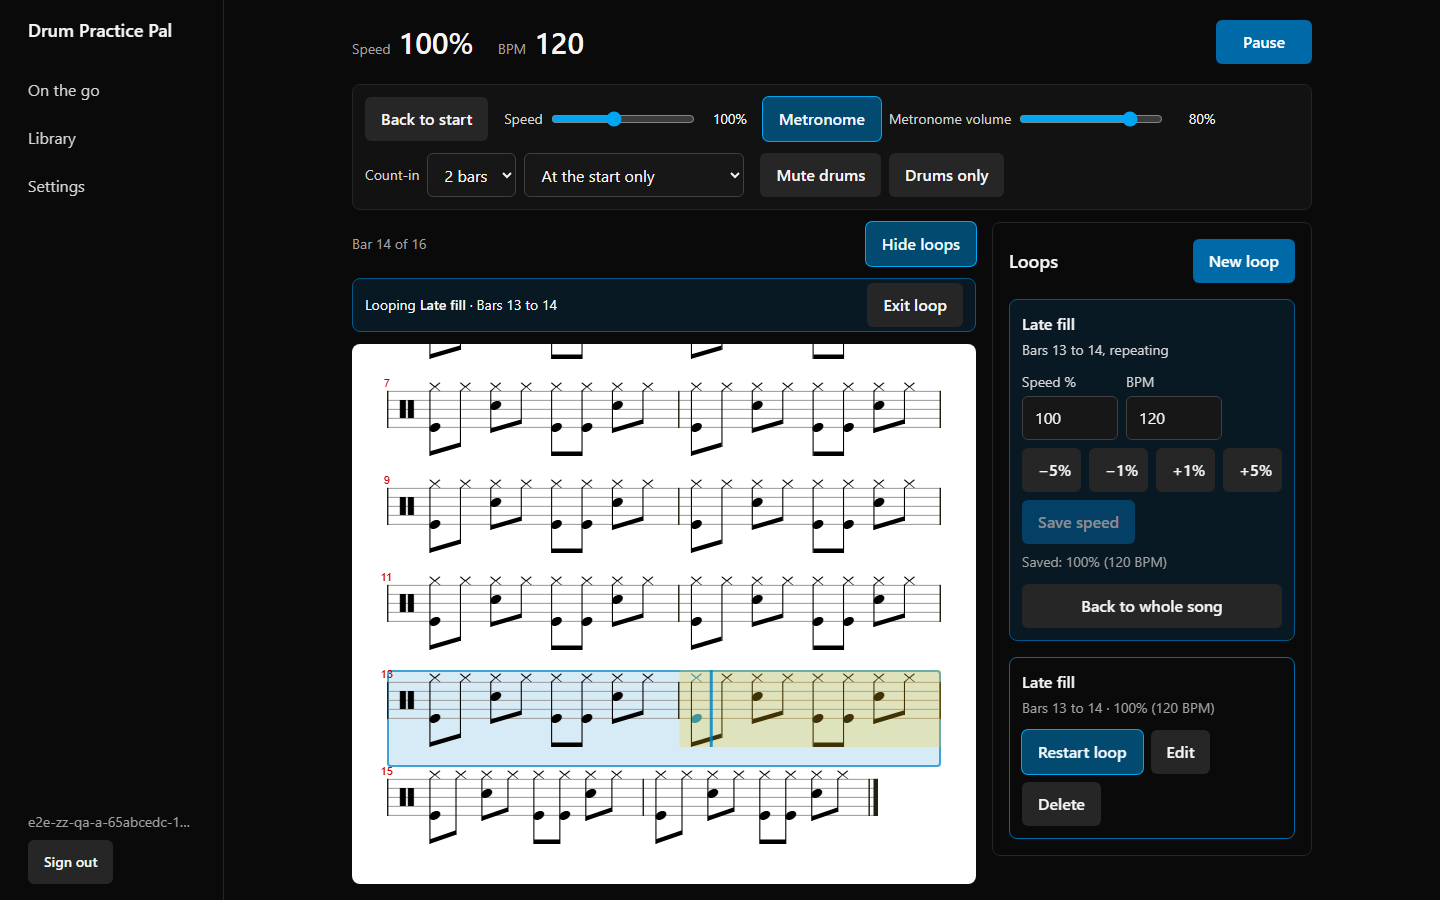 Drum Practice Pal
On the go
Library
Settings
e2e-zz-qa-a-65abcedc-1...
Sign out
Speed 100% BPM 120
Pause
Back to start Speed 100% Metronome Metronome volume 80%
Count-in 2 bars At the start only Mute drums Drums only
Bar 14 of 16
Hide loops
Looping Late fill · Bars 13 to 14
Exit loop
7
9
11
13
15
Loops
New loop
Late fill
Bars 13 to 14, repeating
Speed % BPM
100 120
−5% −1% +1% +5%
Save speed
Saved: 100% (120 BPM)
Back to whole song
Late fill
Bars 13 to 14 · 100% (120 BPM)
Restart loop Edit
Delete